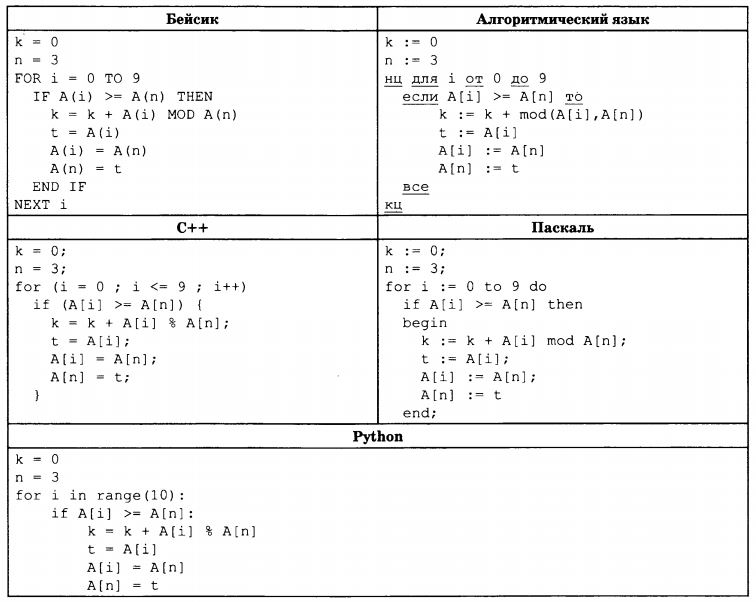 Бейсик
k = 0
n = 3
FOR i = 0 TO 9
IF A(i) >= A(n) THEN
k = k + A(i) MOD A(n)
t = A(i)
A(i) = A(n)
A(n) = t
END IF
NEXT i
Алгоритмический язык
k := 0
n := 3
нц для i от 0 до 9
если A[i] >= A[n] то
k := k + mod(A[i],A[n])
t := A[i]
A[i] := A[n]
A[n] := t
все
кц
C++
k = 0;
n = 3;
for (i = 0 ; i <= 9 ; i++)
if (A[i] >= A[n]) {
k = k + A[i] % A[n];
t = A[i];
A[i] = A[n];
A[n] = t;
}
Паскаль
k := 0;
n := 3;
for i := 0 to 9 do
if A[i] >= A[n] then
begin
k := k + A[i] mod A[n];
t := A[i];
A[i] := A[n];
A[n] := t
end;
Python
k = 0
n = 3
for i in range(10):
if A[i] >= A[n]:
k = k + A[i] % A[n]
t = A[i]
A[i] = A[n]
A[n] = t